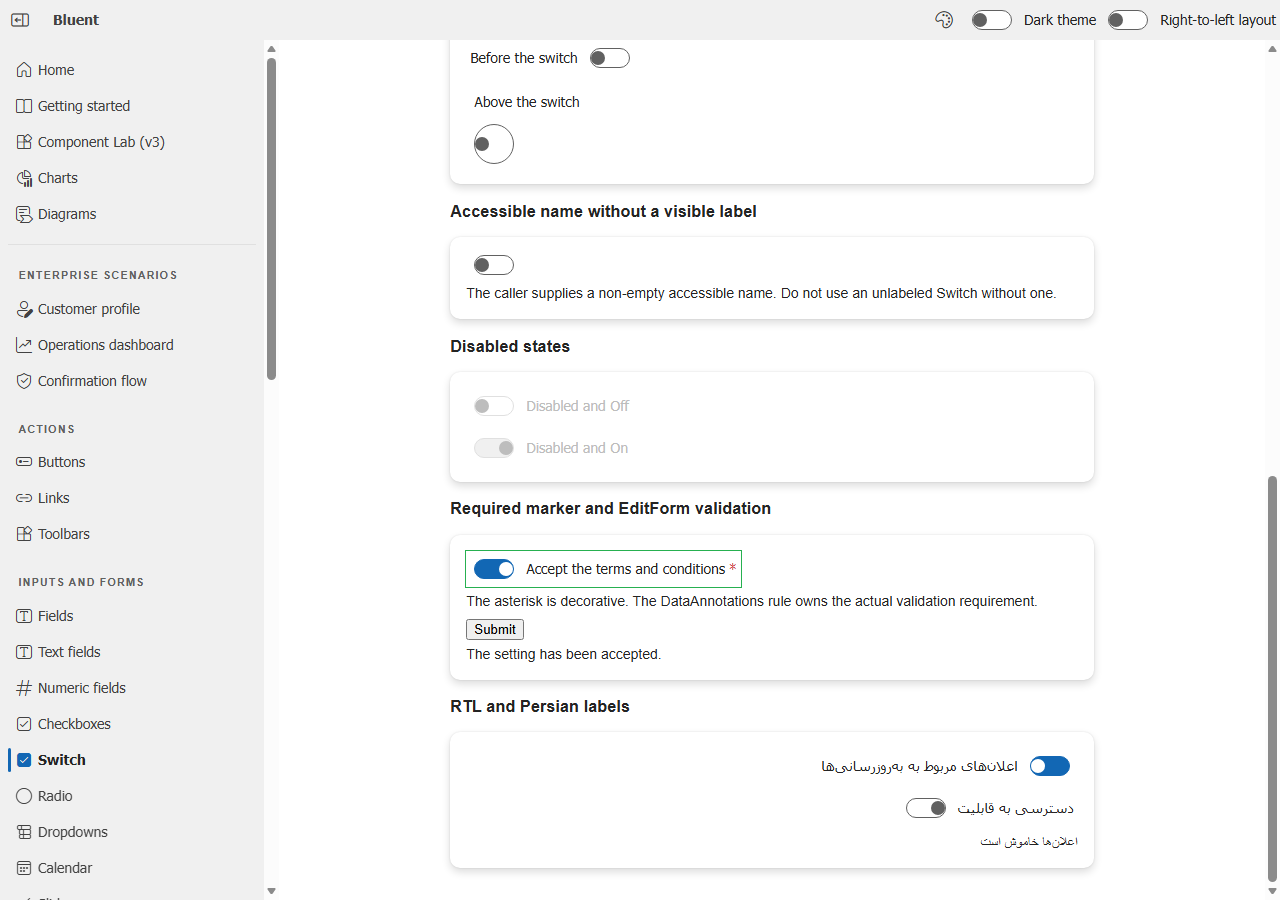 Bluent
Dark theme
Right-to-left layout
Home
Getting started
Component Lab (v3)
Charts
Diagrams
ENTERPRISE SCENARIOS
Customer profile
Operations dashboard
Confirmation flow
ACTIONS
Buttons
Links
Toolbars
INPUTS AND FORMS
Fields
Text fields
Numeric fields
Checkboxes
Switch
Radio
Dropdowns
Calendar
Before the switch
Above the switch
Accessible name without a visible label
The caller supplies a non-empty accessible name. Do not use an unlabeled Switch without one.
Disabled states
Disabled and Off
Disabled and On
Required marker and EditForm validation
Accept the terms and conditions *
The asterisk is decorative. The DataAnnotations rule owns the actual validation requirement.
Submit
The setting has been accepted.
RTL and Persian labels
اعلان‌های مربوط به به‌روزرسانی‌ها
دسترسی به قابلیت
اعلان‌ها خاموش است